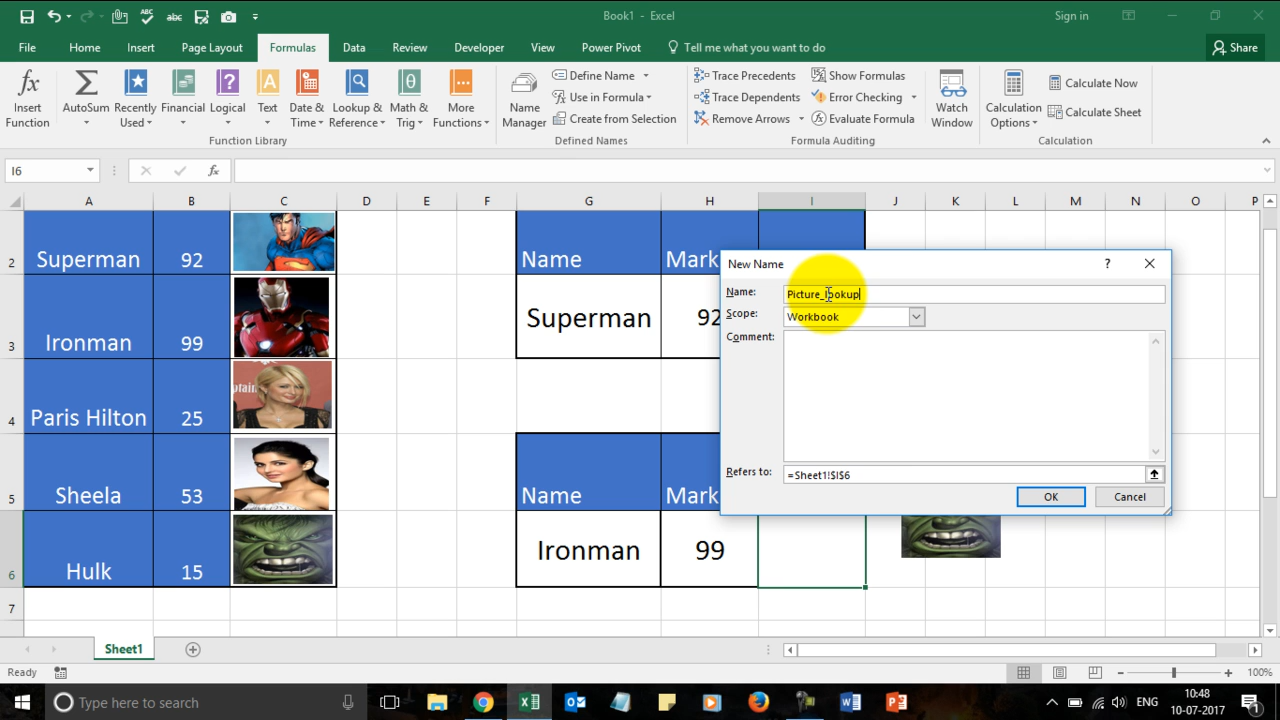 Book1 - Excel
Sign in
File Home Insert Page Layout Formulas Data Review Developer View Power Pivot Tell me what you want to do Share
Insert Function
AutoSum
Recently Used
Financial
Logical
Text
Date & Time
Lookup & Reference
Math & Trig
More Functions
Function Library
Name Manager
Define Name
Use in Formula
Create from Selection
Defined Names
Trace Precedents
Trace Dependents
Remove Arrows
Show Formulas
Error Checking
Evaluate Formula
Formula Auditing
Watch Window
Calculation Options
Calculate Now
Calculate Sheet
Calculation
I6
fx
A B C D E F G H I J K L M N O P
2 Superman 92 Name Mark
3 Ironman 99 Superman 92
4 Paris Hilton 25
5 Sheela 53 Name Mark
6 Hulk 15 Ironman 99
7
New Name
?
Name: Picture_lookup
Scope: Workbook
Comment:
Refers to: =Sheet1!$I$6
OK Cancel
Sheet1
Ready
100%
Type here to search
ENG
10:48
10-07-2017